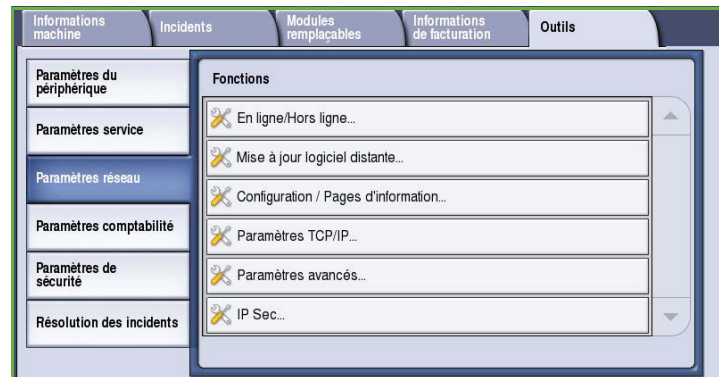 Informations
machine
Incidents
Modules
remplaçables
Informations
de facturation
Outils
Paramètres du
périphérique
Paramètres service
Paramètres réseau
Paramètres comptabilité
Paramètres de
sécurité
Résolution des incidents
Fonctions
En ligne/Hors ligne...
Mise à jour logiciel distante...
Configuration / Pages d'information...
Paramètres TCP/IP...
Paramètres avancés...
IP Sec...